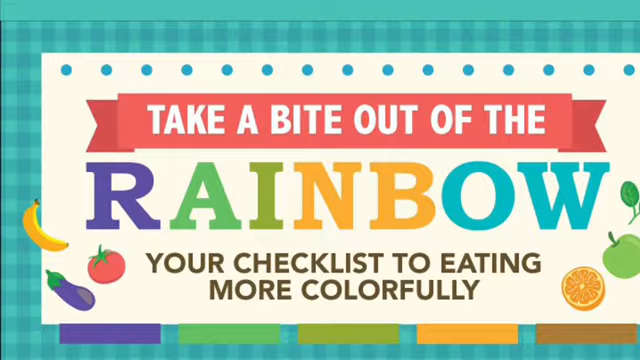 TAKE A BITE OUT OF THE
RAINBOW
YOUR CHECKLIST TO EATING
MORE COLORFULLY